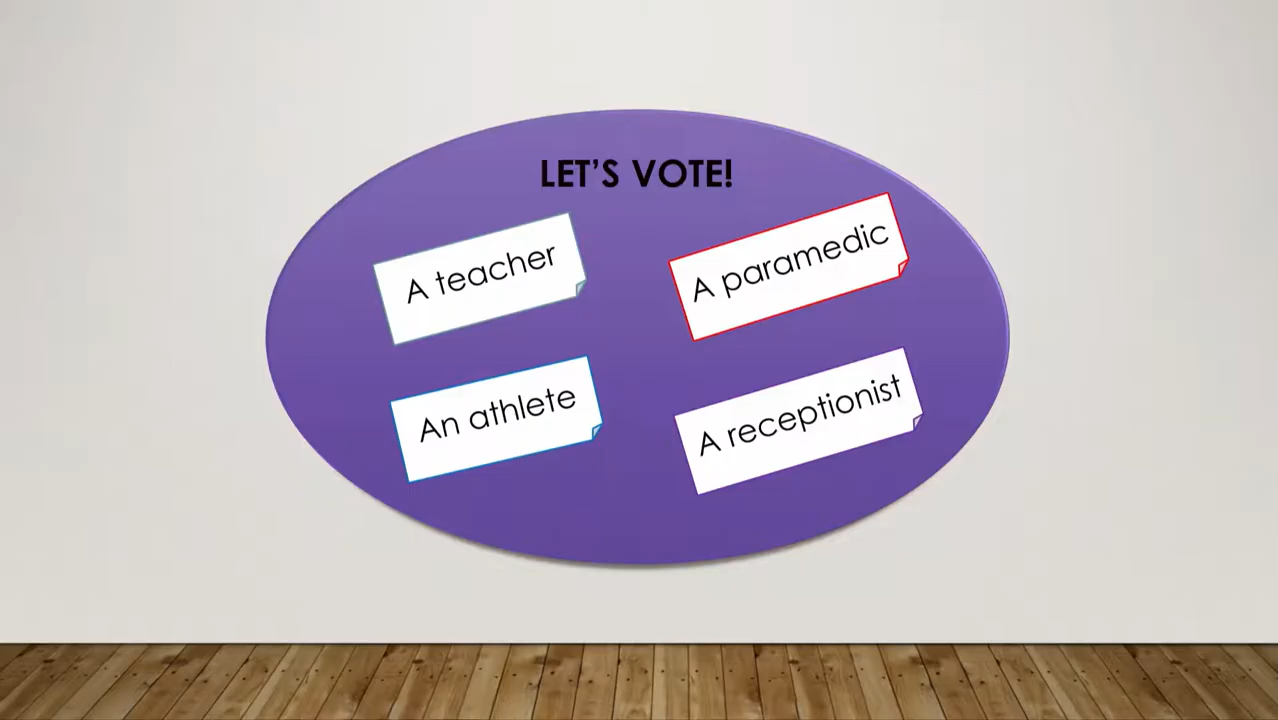 LET’S VOTE!
A teacher
A paramedic
An athlete
A receptionist